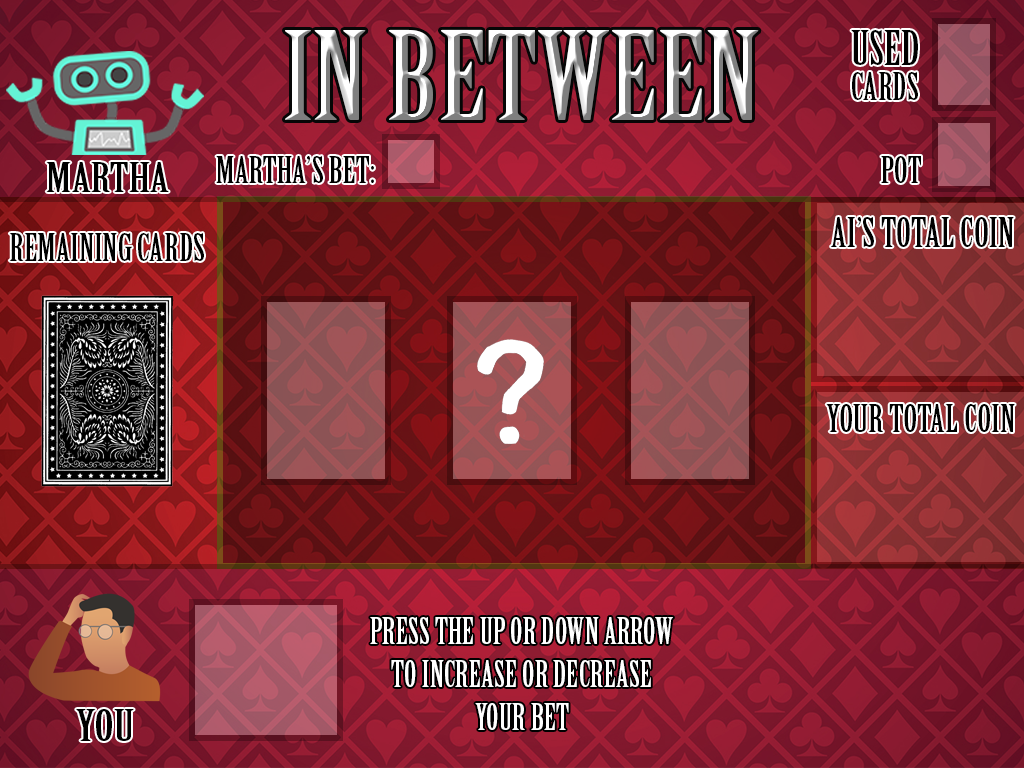 IN BETWEEN
USED
CARDS
MARTHA
MARTHA'S BET:
POT
REMAINING CARDS
AI'S TOTAL COIN
?
YOUR TOTAL COIN
PRESS THE UP OR DOWN ARROW
TO INCREASE OR DECREASE
YOUR BET
YOU